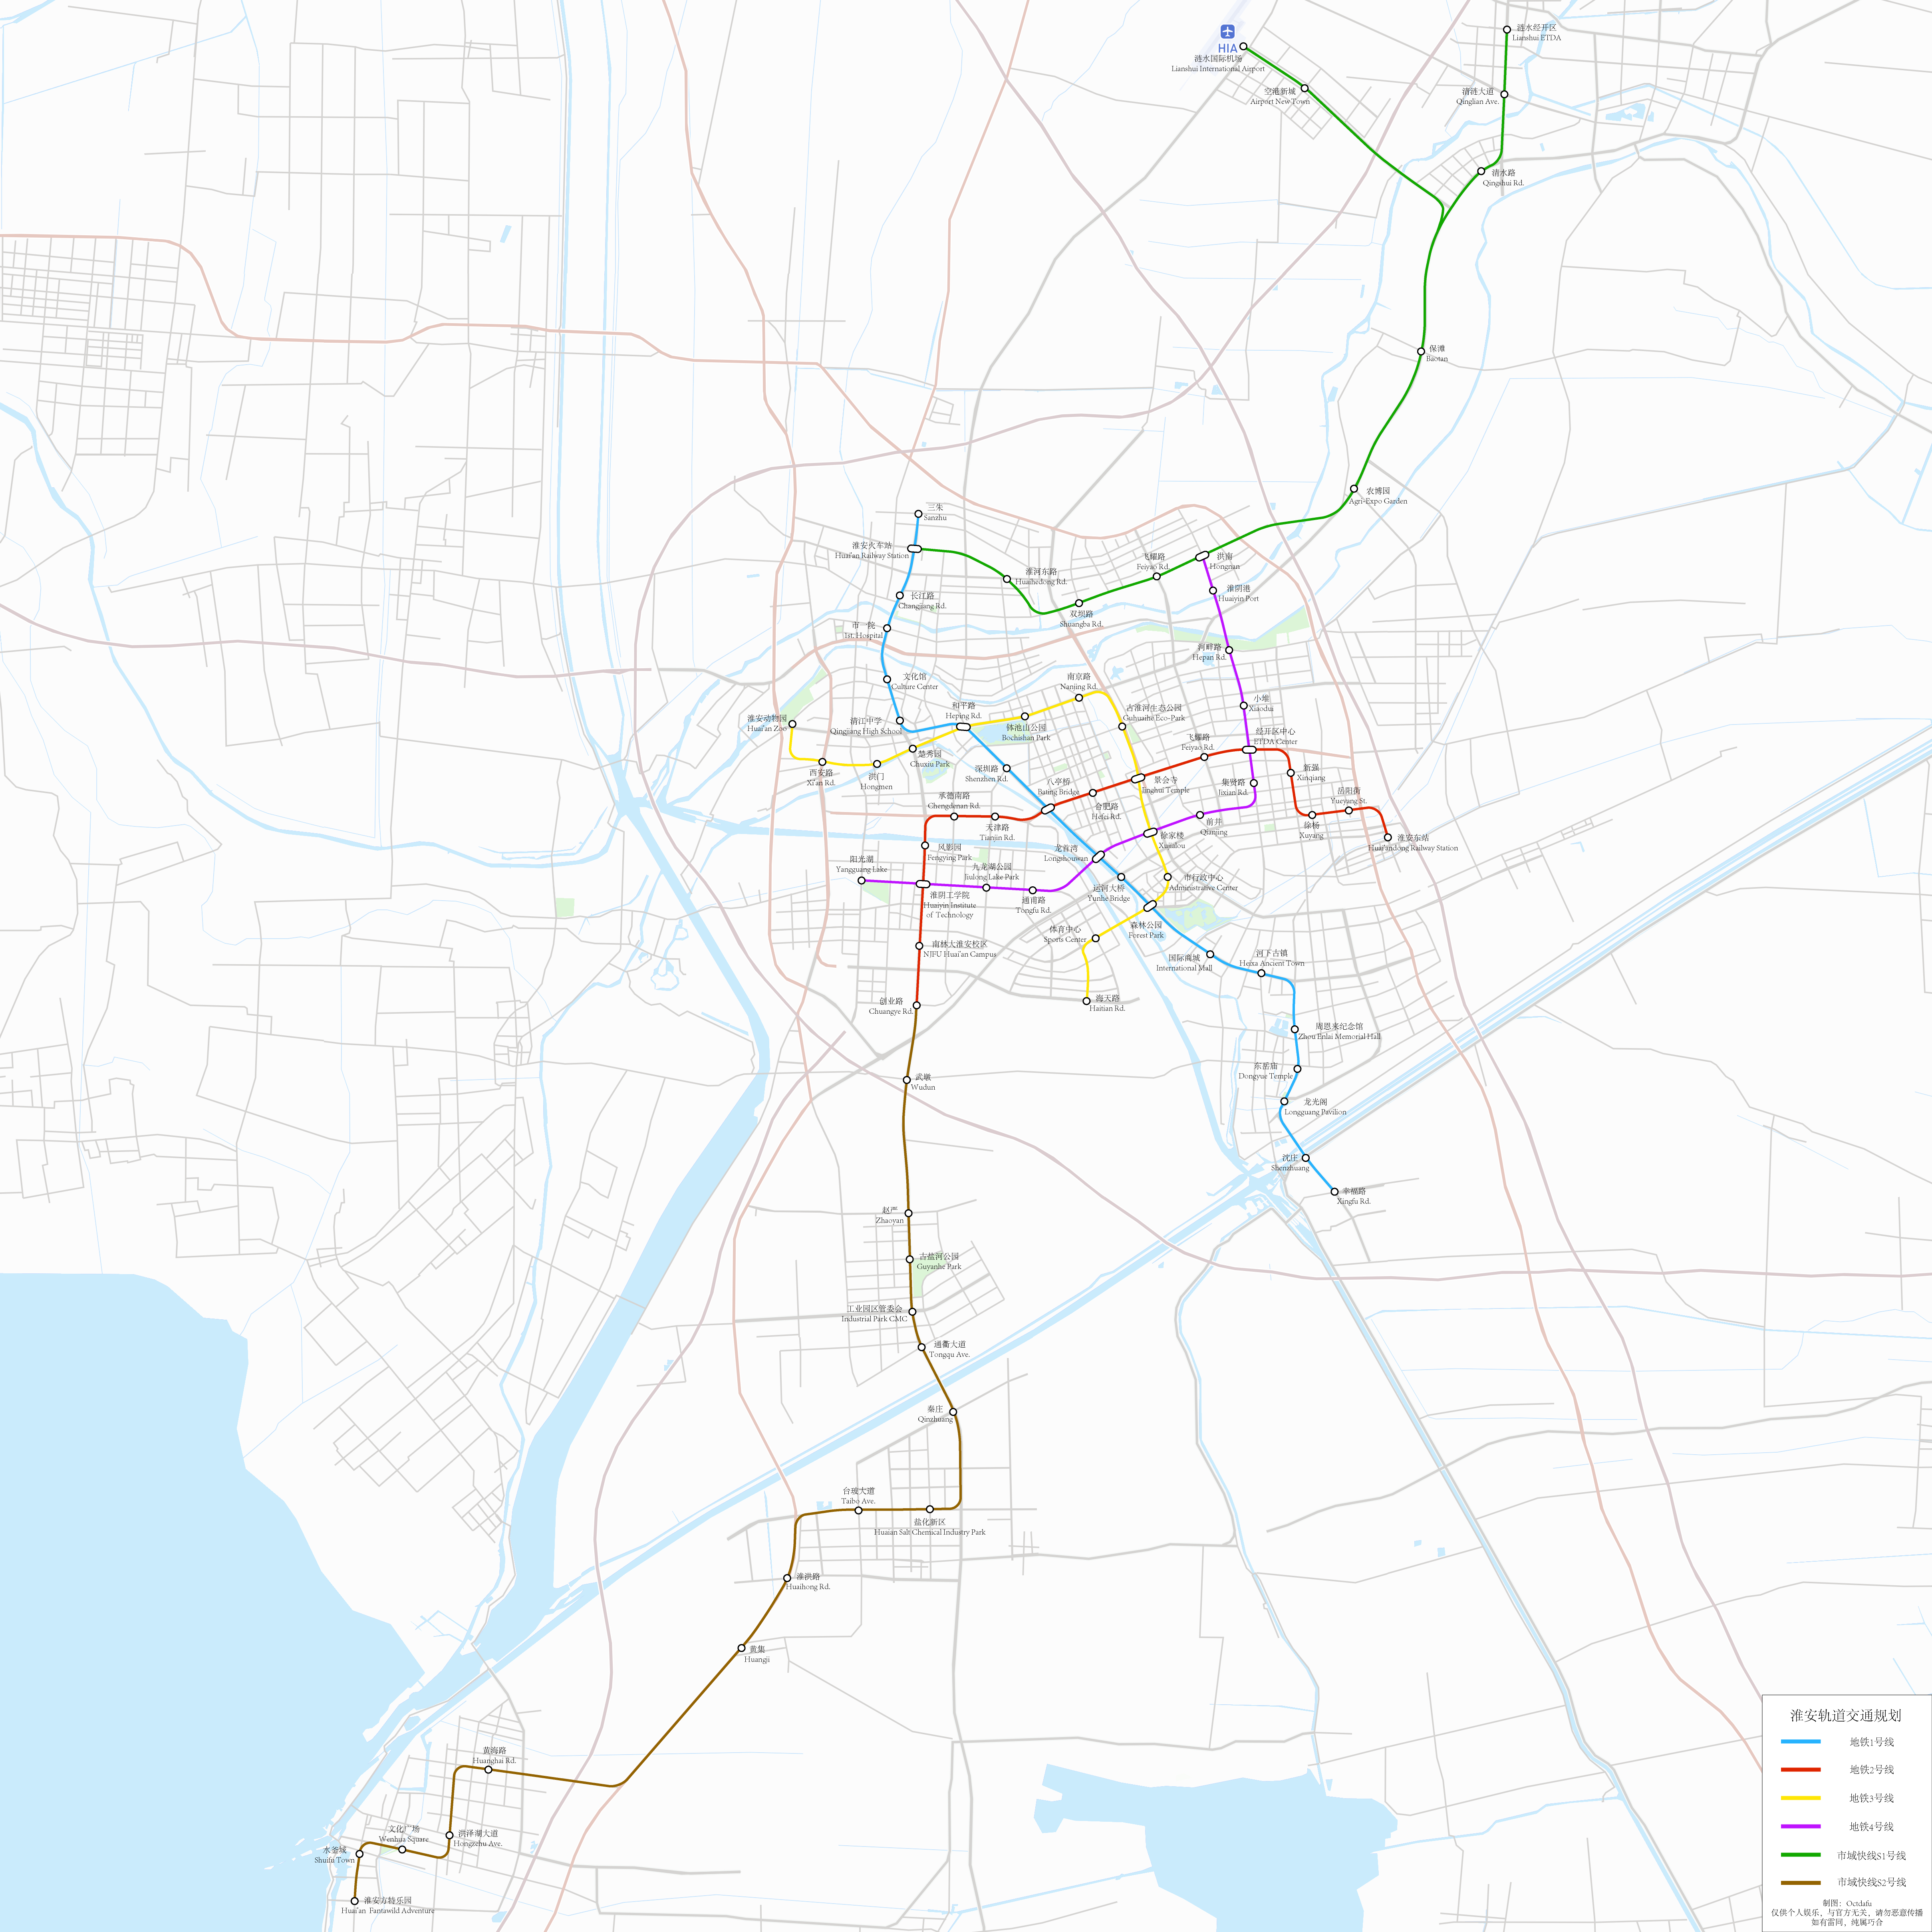 HIA
涟水国际机场
Lianshui International Airport
空港新城
Airport New Town
涟水经开区
Lianshui ETDA
清涟大道
Qinglian Ave.
清水路
Qingshui Rd.
保滩
Baotan
农博园
Agri-Expo Garden
三朱
Sanzhu
淮安火车站
Huai'an Railway Station
淮河东路
Huaihedong Rd.
双坝路
Shuangba Rd.
飞耀路
Feiyao Rd.
洪南
Hongnan
淮阴港
Huaiyin Port
长江路
Changjiang Rd.
市一院
1st. Hospital
河畔路
Hepan Rd.
文化馆
Culture Center
南京路
Nanjing Rd.
小堆
Xiaodui
淮安动物园
Huai'an Zoo
清江中学
Qingjiang High School
和平路
Heping Rd.
钵池山公园
Bochishan Park
古淮河生态公园
Guhuaihe Eco-Park
飞耀路
Feiyao Rd.
经开区中心
ETDA Center
西安路
Xi'an Rd.
洪门
Hongmen
楚秀园
Chuxiu Park
深圳路
Shenzhen Rd.
八亭桥
Bating Bridge
合肥路
Hefei Rd.
景会寺
Jinghui Temple
集贤路
Jixian Rd.
新强
Xinqiang
岳阳街
Yueyang St.
徐杨
Xuyang
淮安东站
Huai'andong Railway Station
承德南路
Chengdenan Rd.
天津路
Tianjin Rd.
凤影园
Fengying Park
阳光湖
Yangguang Lake
九龙湖公园
Jiulong Lake Park
龙首湾
Longshouwan
徐家楼
Xujialou
前井
Qianjing
淮阴工学院
Huaiyin Institute
of Technology
通甫路
Tongfu Rd.
运河大桥
Yunhe Bridge
市行政中心
Administrative Center
南林大淮安校区
NJFU Huai'an Campus
体育中心
Sports Center
森林公园
Forest Park
国际商城
International Mall
河下古镇
Hexia Ancient Town
创业路
Chuangye Rd.
海天路
Haitian Rd.
周恩来纪念馆
Zhou Enlai Memorial Hall
东岳庙
Dongyue Temple
龙光阁
Longguang Pavilion
沈庄
Shenzhuang
幸福路
Xingfu Rd.
武墩
Wudun
赵严
Zhaoyan
古盐河公园
Guyanhe Park
工业园区管委会
Industrial Park CMC
通衢大道
Tongqu Ave.
秦庄
Qinzhuang
台玻大道
Taibo Ave.
盐化新区
Huaian Salt Chemical Industry Park
淮洪路
Huaihong Rd.
黄集
Huangji
黄海路
Huanghai Rd.
洪泽湖大道
Hongzehu Ave.
文化广场
Wenhua Square
水釜城
Shuifu Town
淮安方特乐园
Huai'an Fantawild Adventure
淮安轨道交通规划
地铁1号线
地铁2号线
地铁3号线
地铁4号线
市域快线S1号线
市域快线S2号线
制图：Octdafu
仅供个人娱乐，与官方无关，请勿恶意传播
如有雷同，纯属巧合